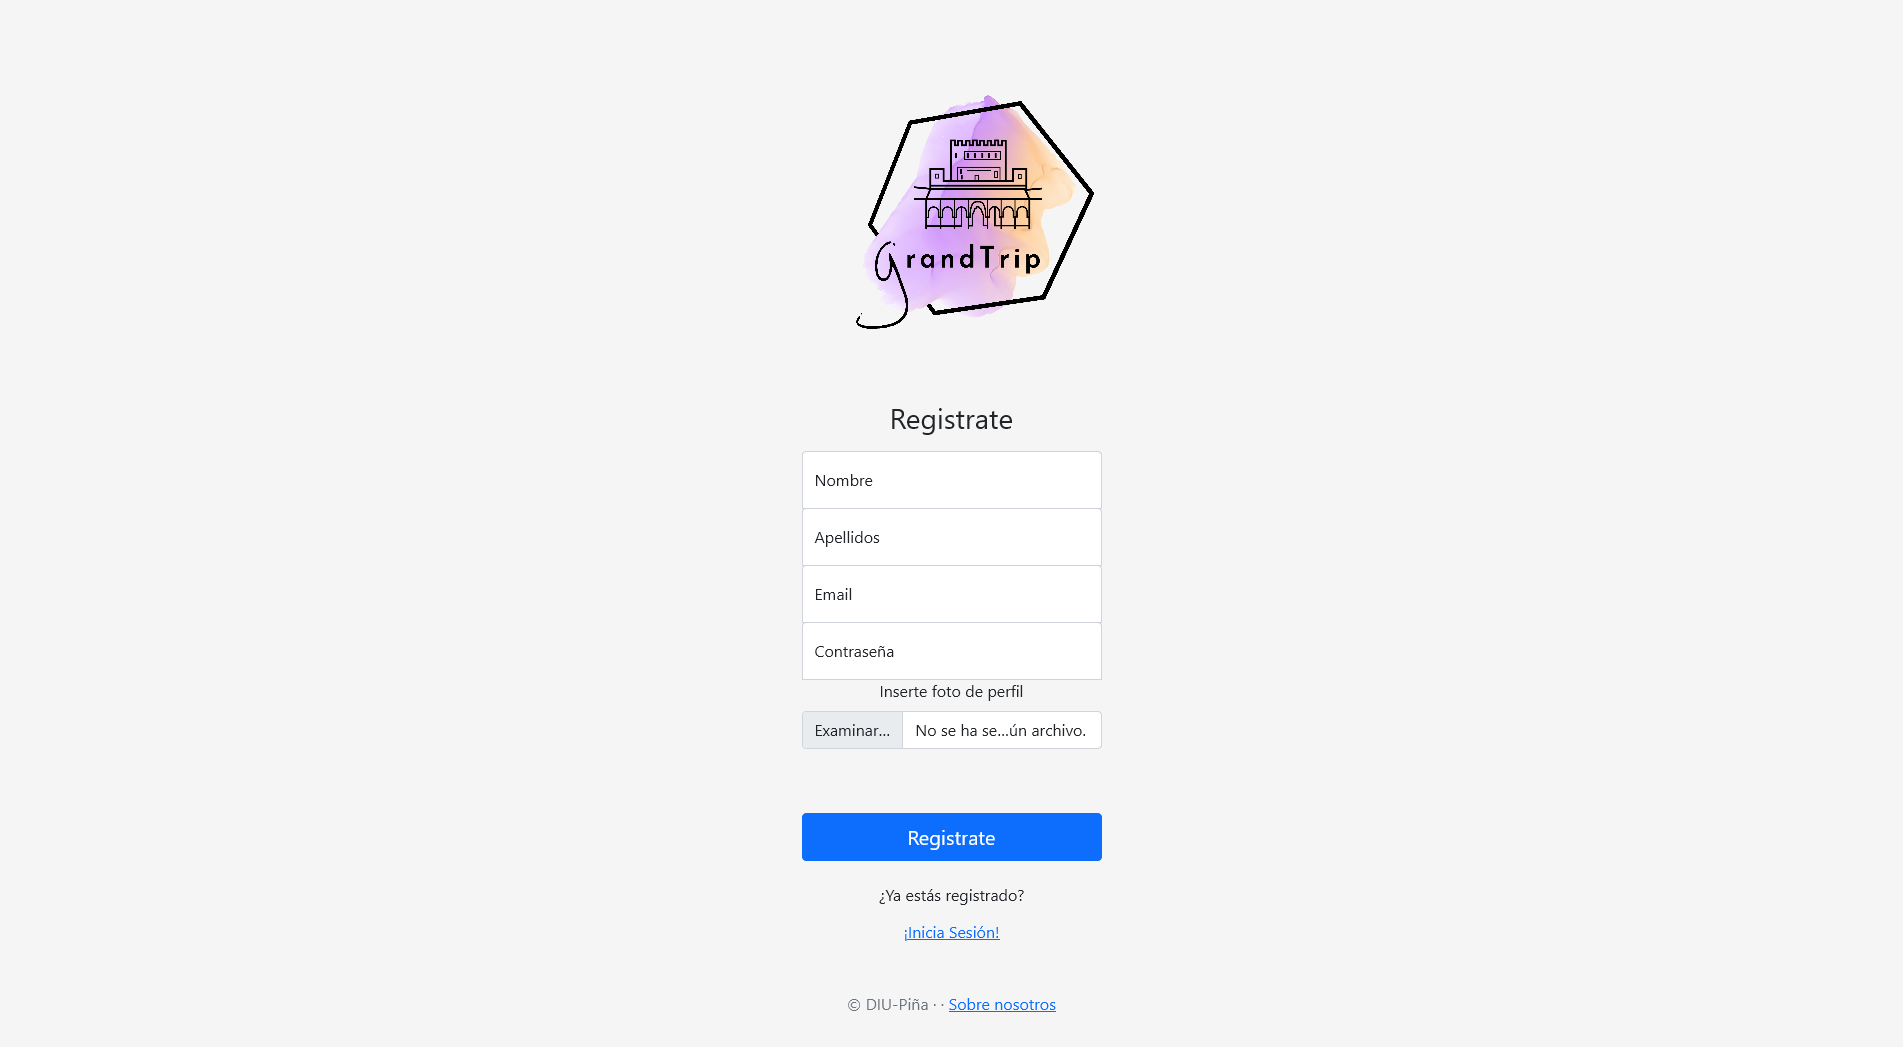 grandTrip
Registrate
Nombre
Apellidos
Email
Contraseña
Inserte foto de perfil
Examinar... No se ha se...ún archivo.
Registrate
¿Ya estás registrado?
¡Inicia Sesión!
© DIU-Piña · · Sobre nosotros